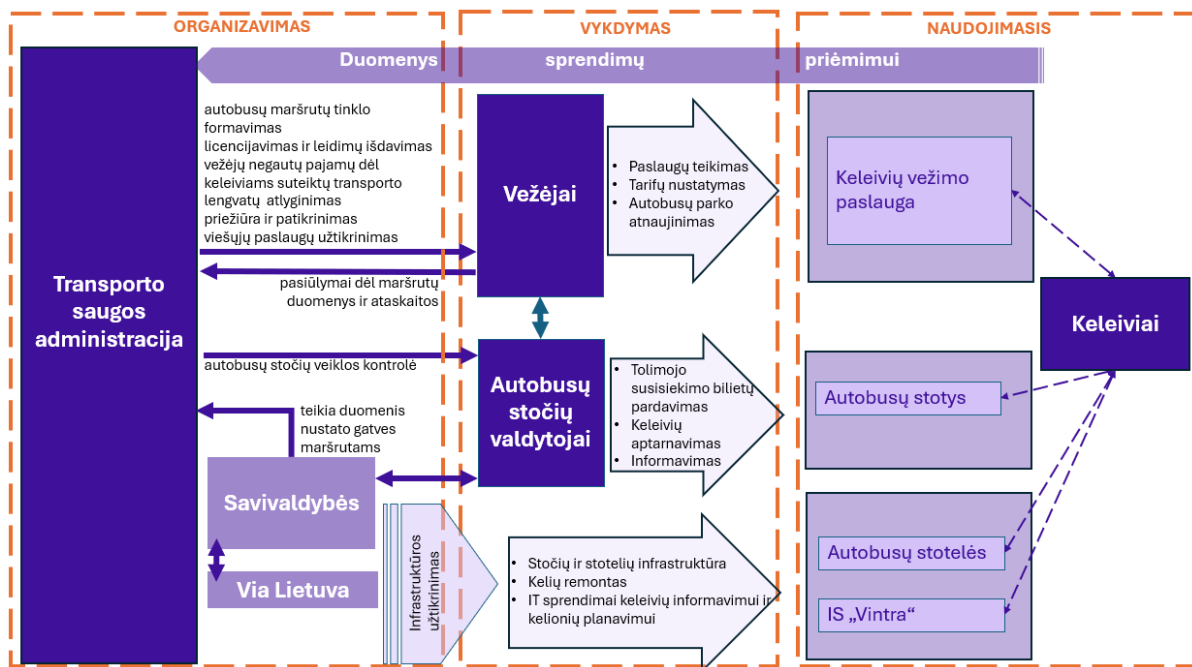 ORGANIZAVIMAS
VYKDYMAS
NAUDOJIMASIS
Duomenys sprendimų priėmimui
Transporto
saugos
administracija
autobusų maršrutų tinklo
formavimas
licencijavimas ir leidimų išdavimas
vežėjų negautų pajamų dėl
keleiviams suteiktų transporto
lengvatų atlyginimas
priežiūra ir patikrinimas
viešųjų paslaugų užtikrinimas
pasiūlymai dėl maršrutų
duomenys ir ataskaitos
autobusų stočių veiklos kontrolė
teikia duomenis
nustato gatves
maršrutams
Savivaldybės
Via Lietuva
Infrastruktūros
užtikrinimas
Vežėjai
• Paslaugų teikimas
• Tarifų nustatymas
• Autobusų parko
atnaujinimas
Autobusų
stočių
valdytojai
• Tolimojo
susisiekimo bilietų
pardavimas
• Keleivių
aptarnavimas
• Informavimas
• Stočių ir stotelių infrastruktūra
• Kelių remontas
• IT sprendimai keleivių informavimui ir
kelionių planavimui
Keleivių vežimo
paslauga
Keleiviai
Autobusų stotys
Autobusų stotelės
IS „Vintra“